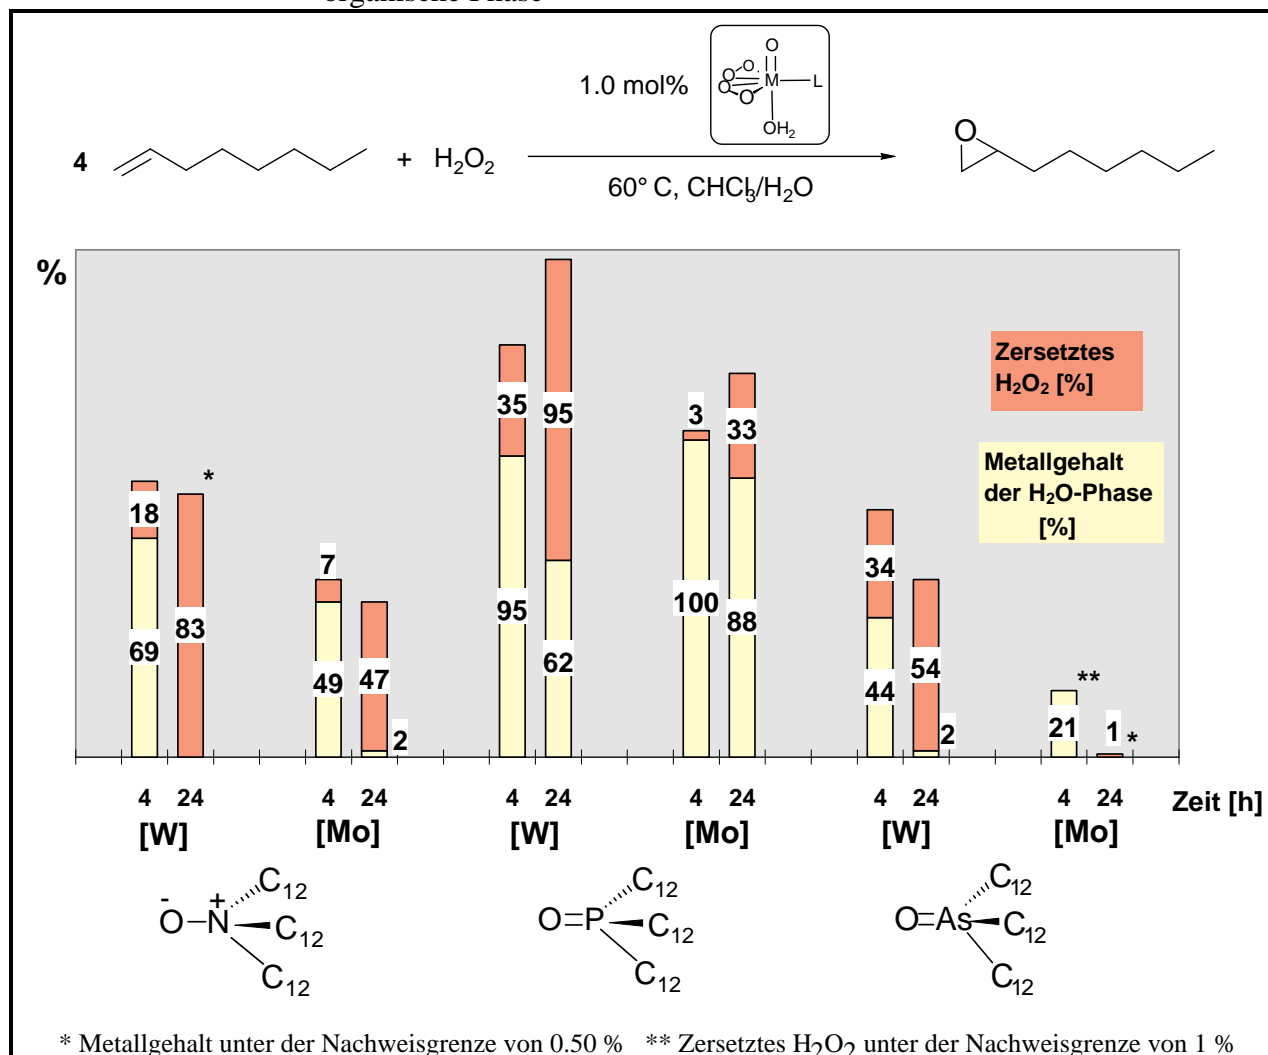 organische Phase
1.0 mol%
O
O
O
O
O
M
L
OH2
4
+ H2O2
60° C, CHCl3/H2O
O
%
Zersetztes
H2O2 [%]
Metallgehalt
der H2O-Phase
[%]
18
69
*
83
7
49
47
2
35
95
95
62
3
100
33
88
34
44
54
2
**
21
1
*
4 24 4 24 4 24 4 24 4 24 4 24 Zeit [h]
[W] [Mo] [W] [Mo] [W] [Mo]
- + O–N C12 C12 C12
O=P C12 C12 C12
O=As C12 C12 C12
* Metallgehalt unter der Nachweisgrenze von 0.50 % ** Zersetztes H2O2 unter der Nachweisgrenze von 1 %